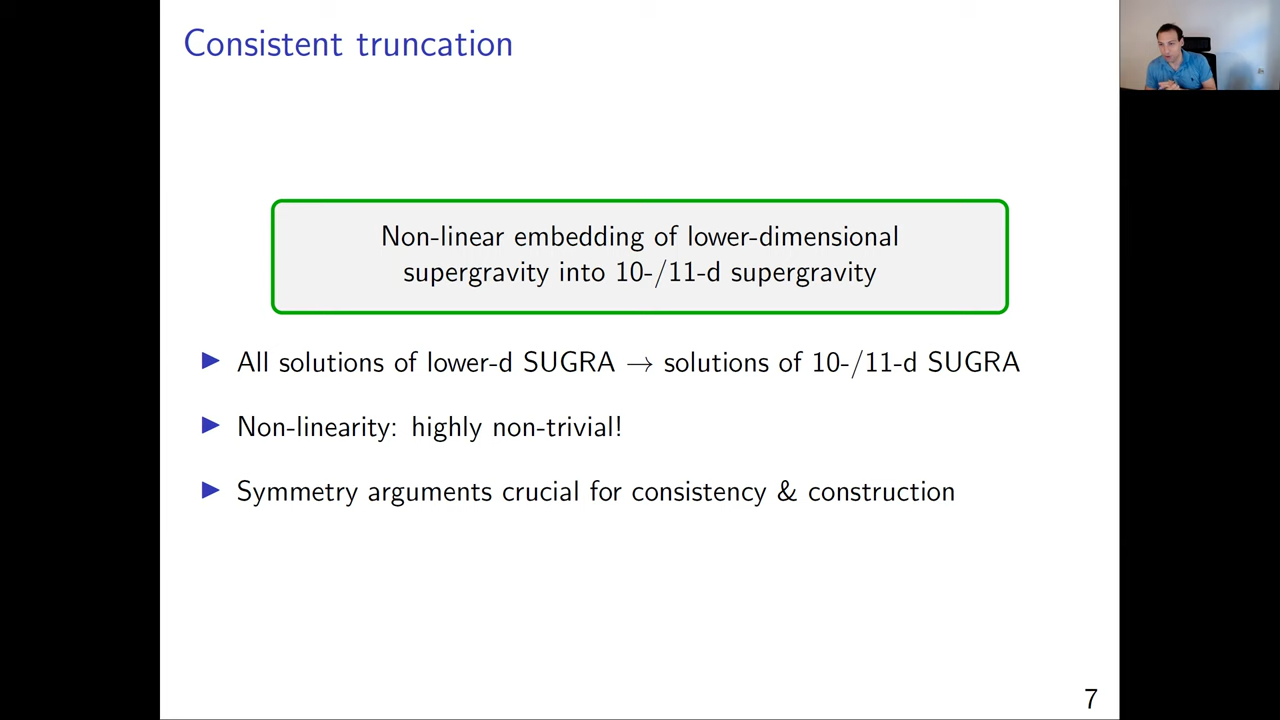 Consistent truncation
Non-linear embedding of lower-dimensional
supergravity into 10-/11-d supergravity
▶ All solutions of lower-d SUGRA → solutions of 10-/11-d SUGRA
▶ Non-linearity: highly non-trivial!
▶ Symmetry arguments crucial for consistency & construction
7